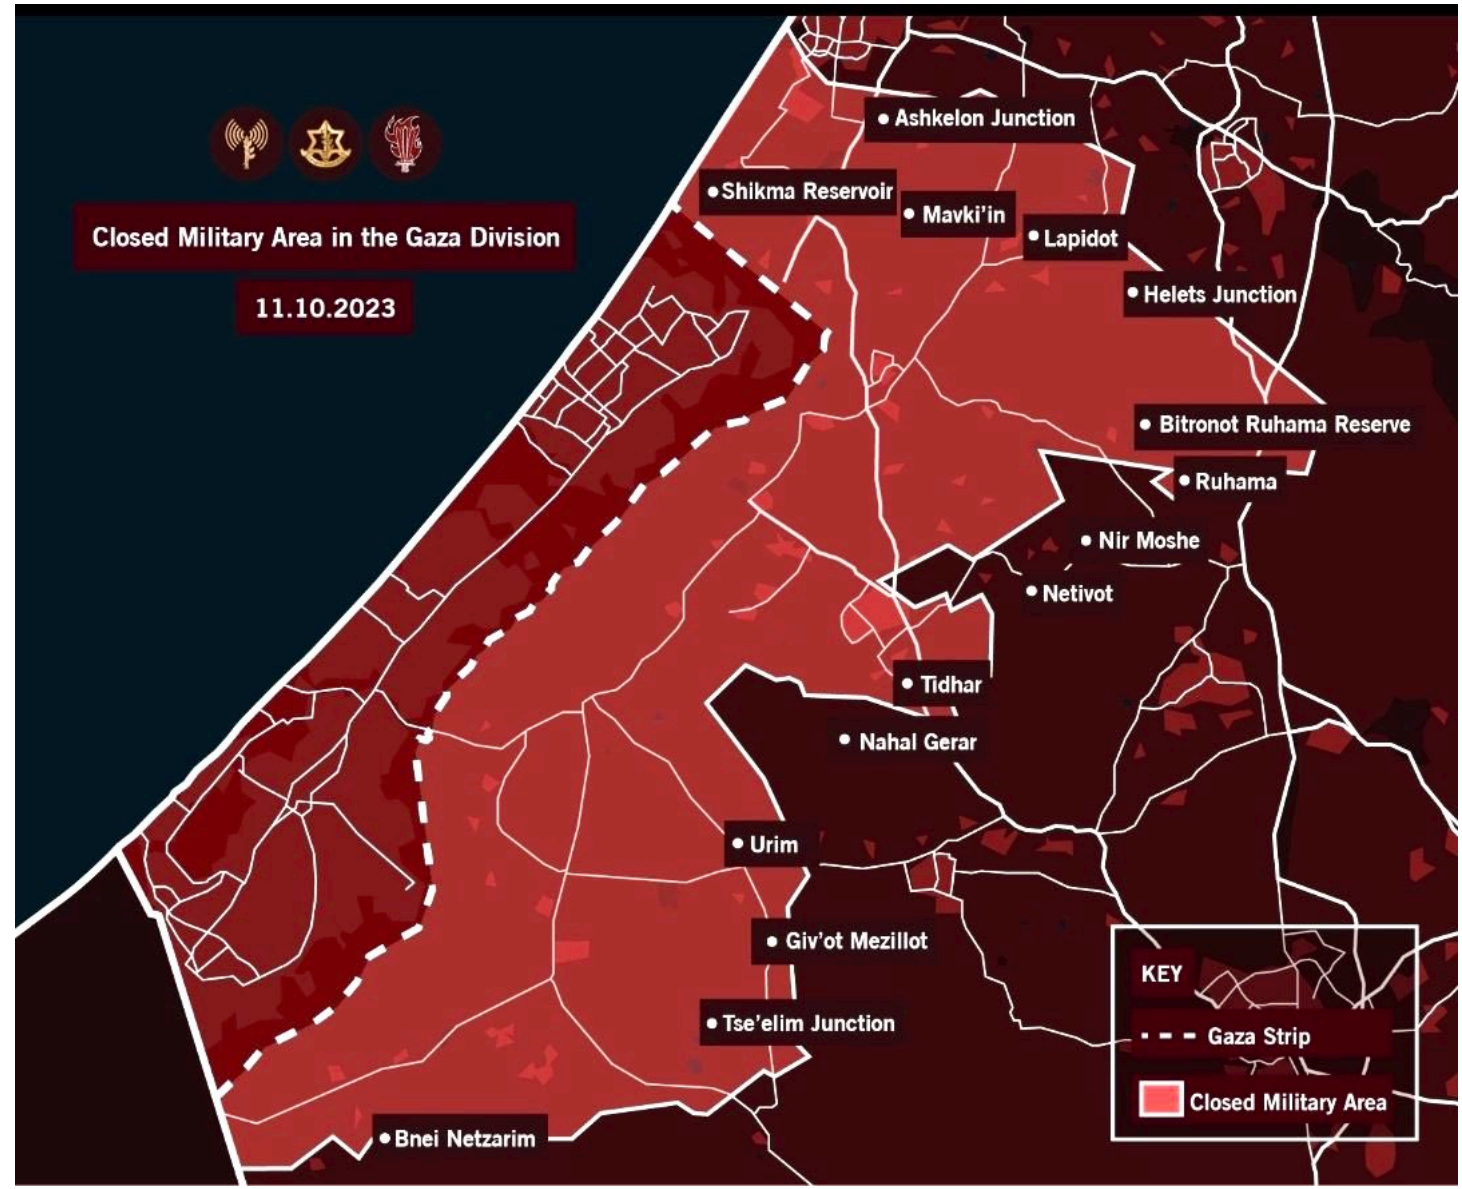 Closed Military Area in the Gaza Division
11.10.2023
Ashkelon Junction
Shikma Reservoir
Mavki'in
Lapidot
Helets Junction
Bitronot Ruhama Reserve
Ruhama
Nir Moshe
Netivot
Tidhar
Nahal Gerar
Urim
Giv'ot Mezillot
Tse'elim Junction
Bnei Netzarim
KEY
Gaza Strip
Closed Military Area